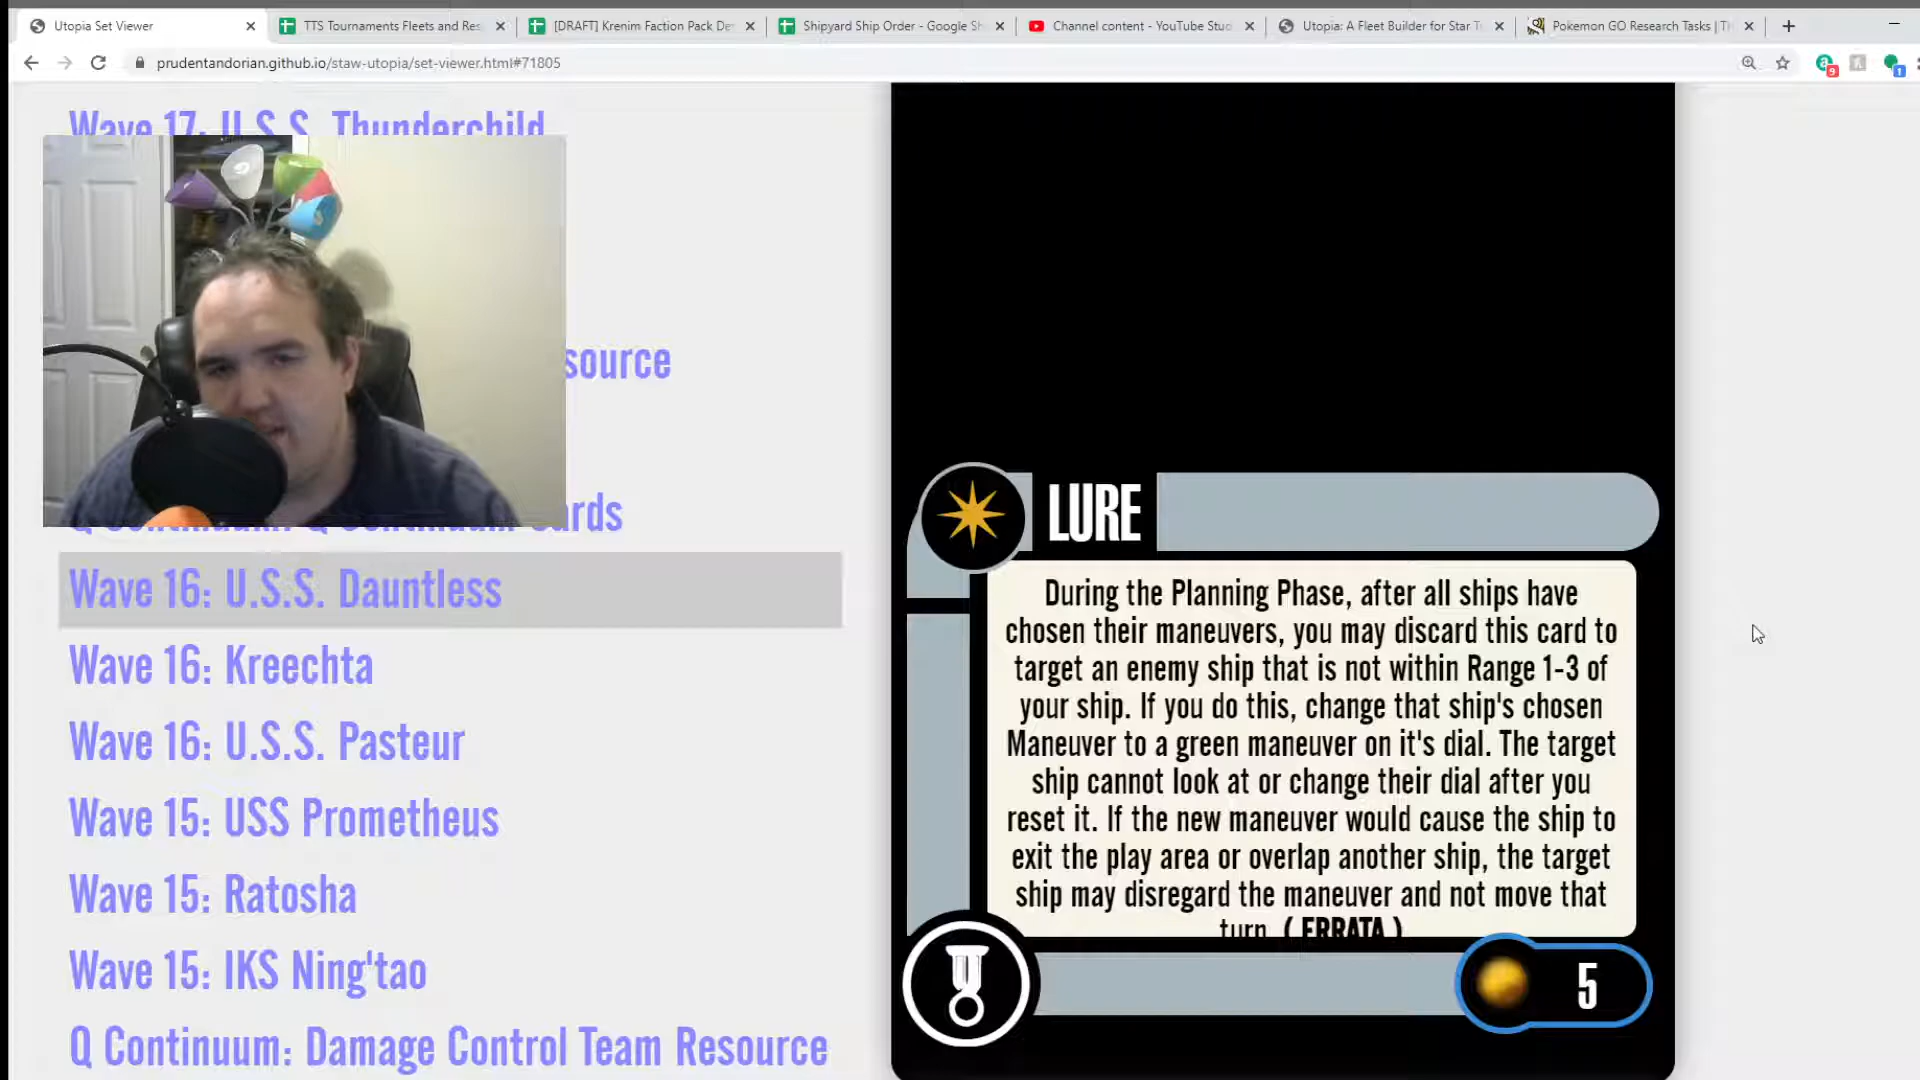 Utopia Set Viewer
TTS Tournaments Fleets and Res
[DRAFT] Krenim Faction Pack De
Shipyard Ship Order - Google Sh
Channel content - YouTube Stud
Utopia: A Fleet Builder for Star T
Pokemon GO Research Tasks | Th
prudentandorian.github.io/staw-utopia/set-viewer.html#71805
9
1
Wave 17: U.S.S. Thunderchild
source
Q Continuum: Q Continuum Cards
Wave 16: U.S.S. Dauntless
Wave 16: Kreechta
Wave 16: U.S.S. Pasteur
Wave 15: USS Prometheus
Wave 15: Ratosha
Wave 15: IKS Ning'tao
Q Continuum: Damage Control Team Resource
LURE
During the Planning Phase, after all ships have
chosen their maneuvers, you may discard this card to
target an enemy ship that is not within Range 1-3 of
your ship. If you do this, change that ship's chosen
Maneuver to a green maneuver on it's dial. The target
ship cannot look at or change their dial after you
reset it. If the new maneuver would cause the ship to
exit the play area or overlap another ship, the target
ship may disregard the maneuver and not move that
turn. ( ERRATA )
5